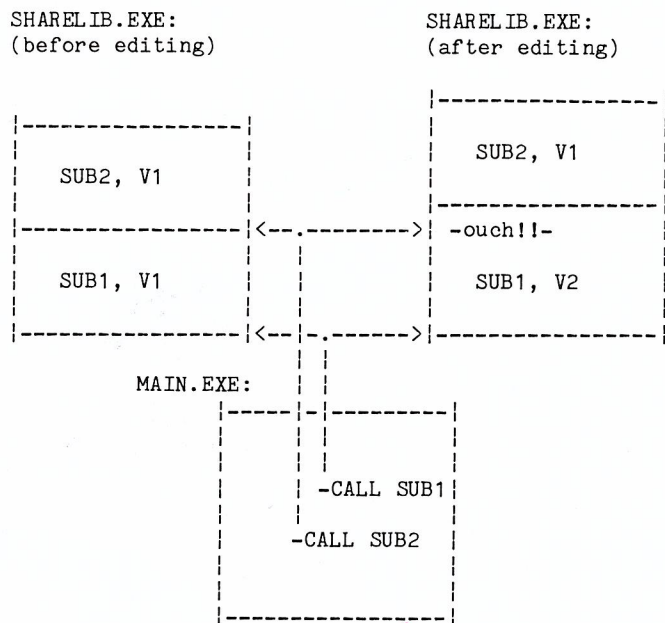 SHARELIB.EXE:
(before editing)
SHARELIB.EXE:
(after editing)
SUB2, V1
SUB1, V1
SUB2, V1
-ouch!!-
SUB1, V2
MAIN.EXE:
-CALL SUB1
-CALL SUB2